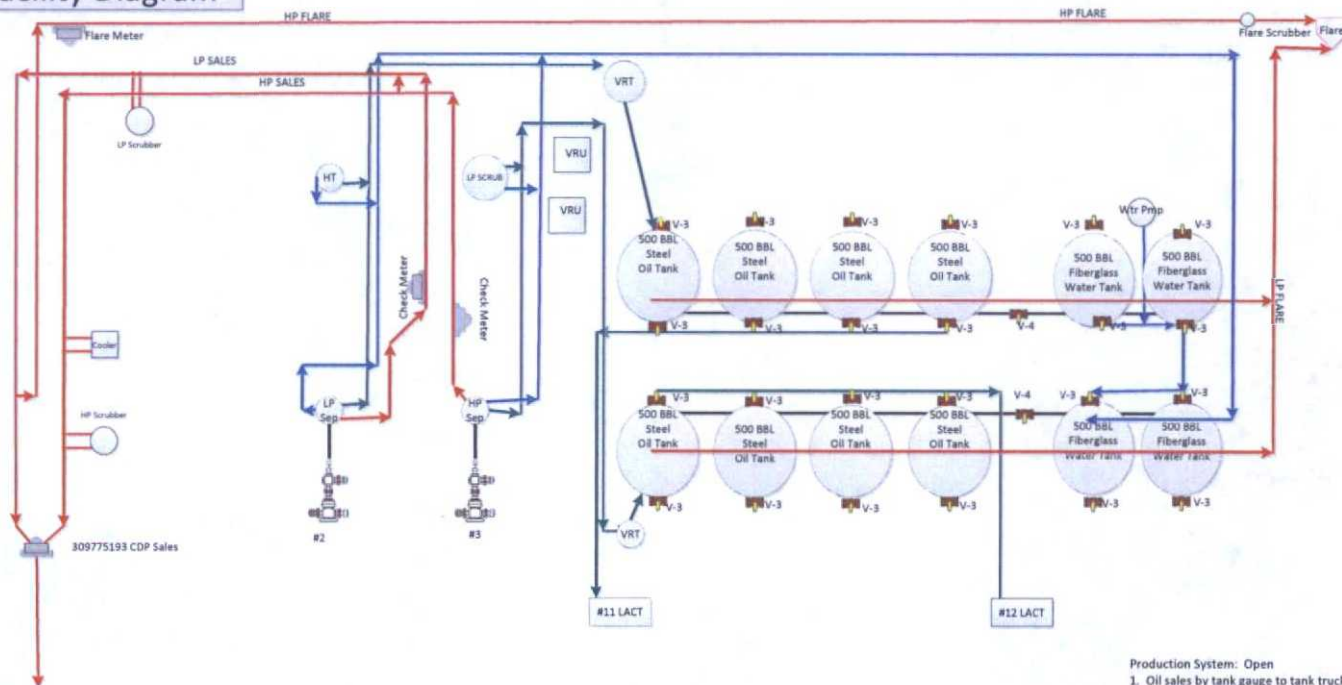 HP FLARE
HP FLARE
Flare Meter
Flare Scrubber
Flare
LP SALES
HP SALES
VRT
LP Scrubber
VRU
HT
LP SCRUB
VRU
Wtr Pmp
V-3
V-3
V-3
V-3
V-3
500 BBL
Steel
Oil Tank
500 BBL
Steel
Oil Tank
500 BBL
Steel
Oil Tank
500 BBL
Steel
Oil Tank
500 BBL
Fiberglass
Water Tank
500 BBL
Fiberglass
Water Tank
LP FLARE
Check Meter
Check Meter
V-3
V-3
V-3
V-3
V-4
V-3
V-3
Cooler
HP Scrubber
LP
Sep
HP
Sep
V-3
V-3
V-3
V-3
V-4
V-3
V-3
500 BBL
Steel
Oil Tank
500 BBL
Steel
Oil Tank
500 BBL
Steel
Oil Tank
500 BBL
Steel
Oil Tank
500 BBL
Fiberglass
Water Tank
500 BBL
Fiberglass
Water Tank
V-3
V-3
V-3
V-3
V-3
V-3
#2
#3
VRT
309775193 CDP Sales
#11 LACT
#12 LACT
Production System: Open
1. Oil sales by tank gauge to tank truck